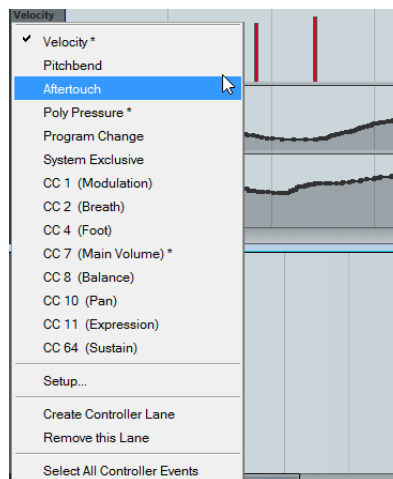 Velocity
Velocity *
Pitchbend
Aftertouch
Poly Pressure *
Program Change
System Exclusive
CC 1 (Modulation)
CC 2 (Breath)
CC 4 (Foot)
CC 7 (Main Volume) *
CC 8 (Balance)
CC 10 (Pan)
CC 11 (Expression)
CC 64 (Sustain)
Setup...
Create Controller Lane
Remove this Lane
Select All Controller Events